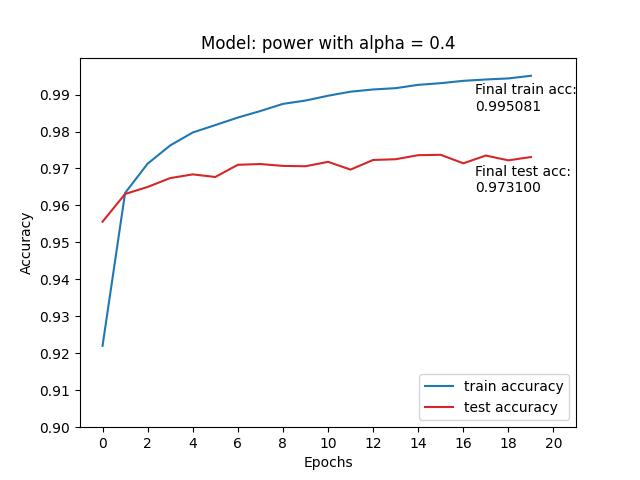 Model: power with alpha = 0.4
0.99
Final train acc:
0.995081
0.98
0.97
Final test acc:
0.973100
0.96
0.95
Accuracy
0.94
0.93
0.92
0.91
0.90
train accuracy
test accuracy
0 2 4 6 8 10 12 14 16 18 20
Epochs